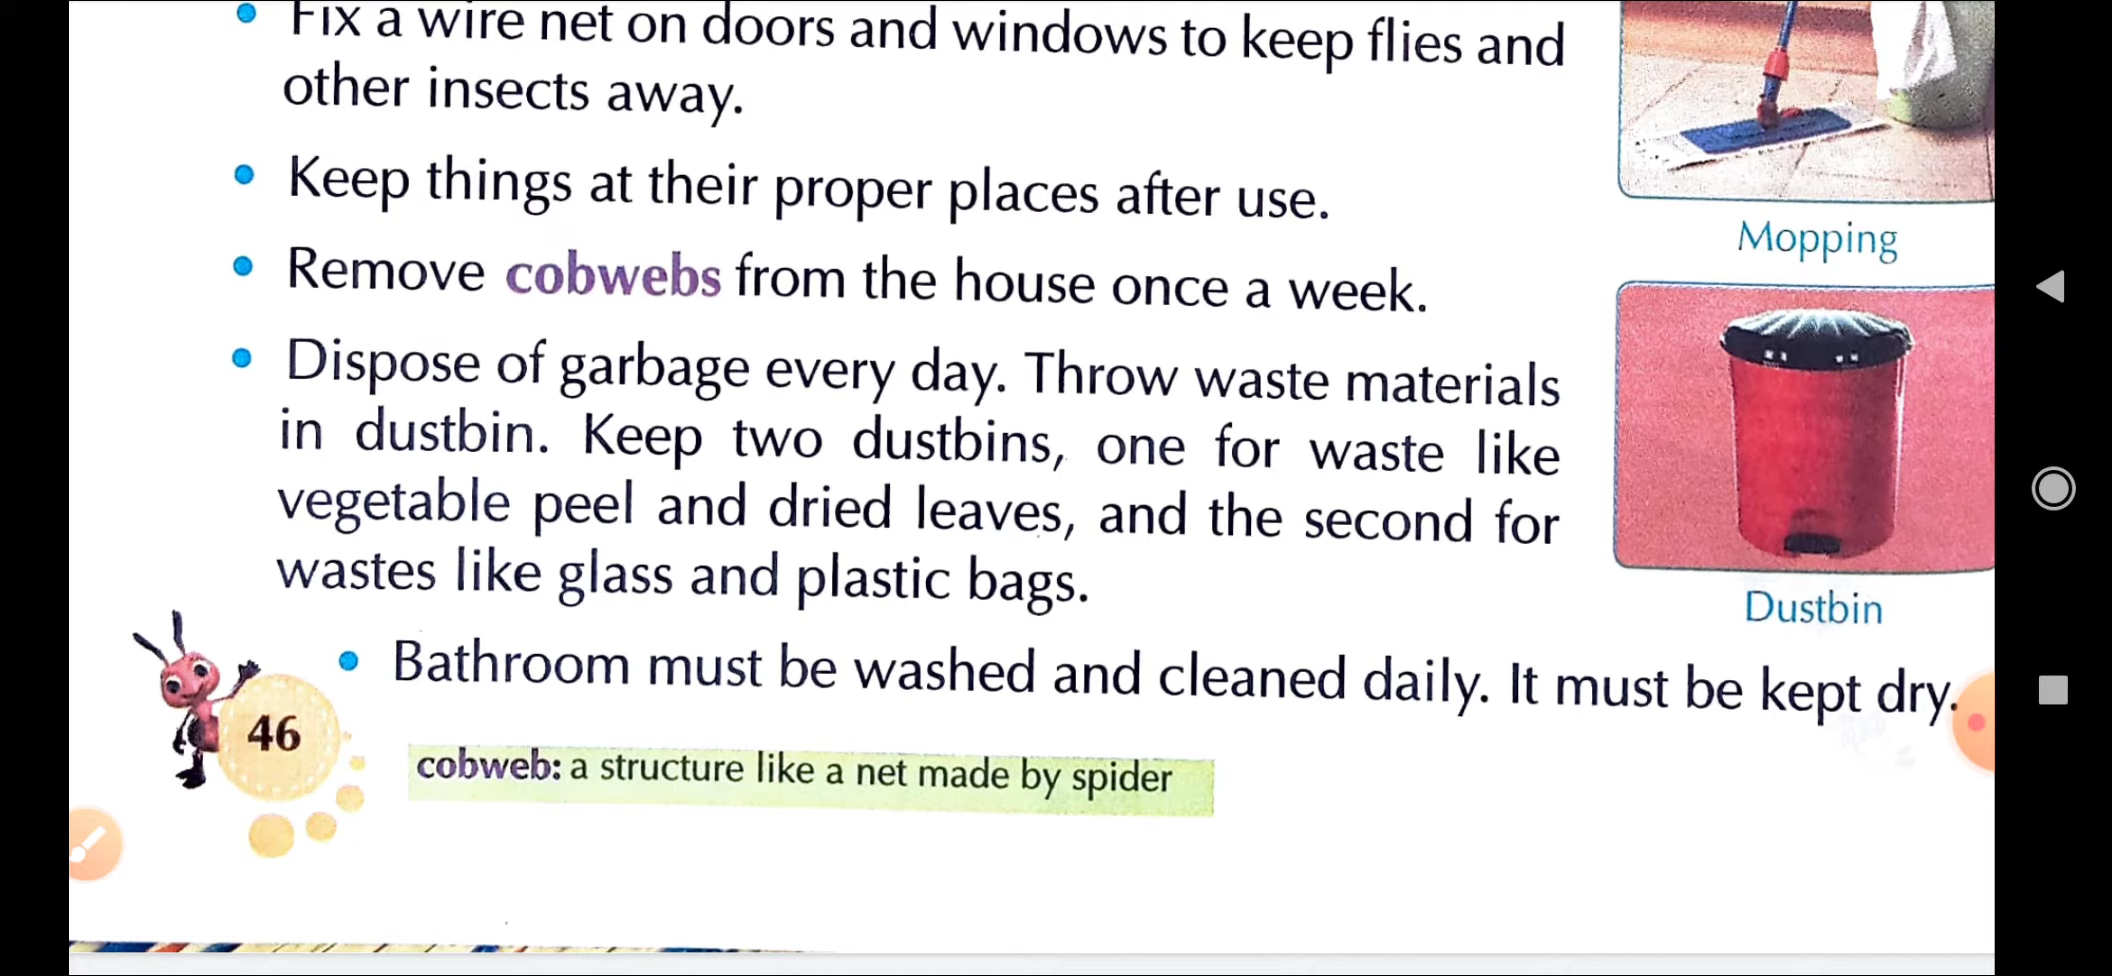 Fix a wire net on doors and windows to keep flies and
other insects away.
Keep things at their proper places after use.
Remove cobwebs from the house once a week.
Dispose of garbage every day. Throw waste materials
in dustbin. Keep two dustbins, one for waste like
vegetable peel and dried leaves, and the second for
wastes like glass and plastic bags.
Mopping
Dustbin
Bathroom must be washed and cleaned daily. It must be kept dry.
46
cobweb: a structure like a net made by spider